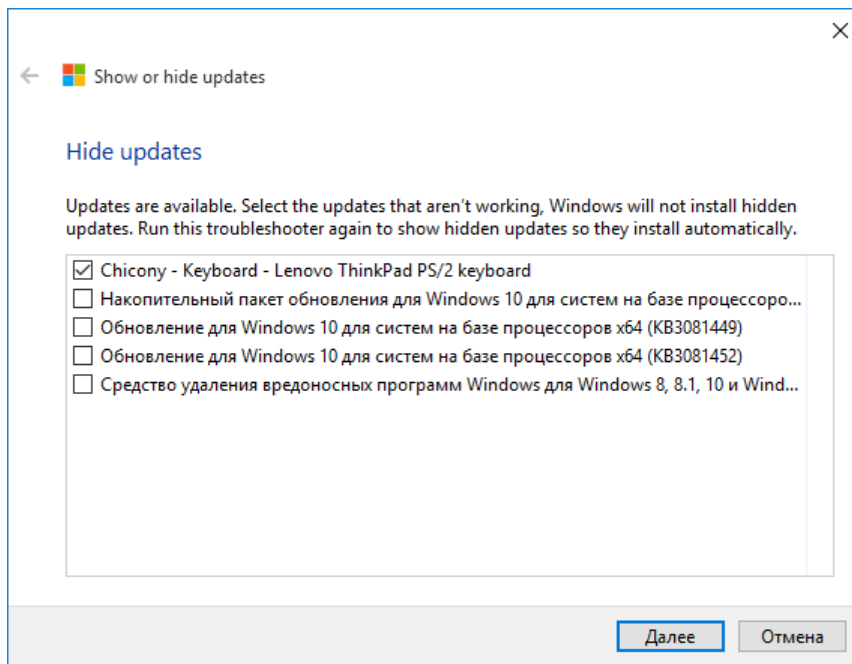 Show or hide updates
Hide updates
Updates are available. Select the updates that aren't working, Windows will not install hidden
updates. Run this troubleshooter again to show hidden updates so they install automatically.
Chicony - Keyboard - Lenovo ThinkPad PS/2 keyboard
Накопительный пакет обновления для Windows 10 для систем на базе процессоро...
Обновление для Windows 10 для систем на базе процессоров x64 (KB3081449)
Обновление для Windows 10 для систем на базе процессоров x64 (KB3081452)
Средство удаления вредоносных программ Windows для Windows 8, 8.1, 10 и Wind...
Далее Отмена